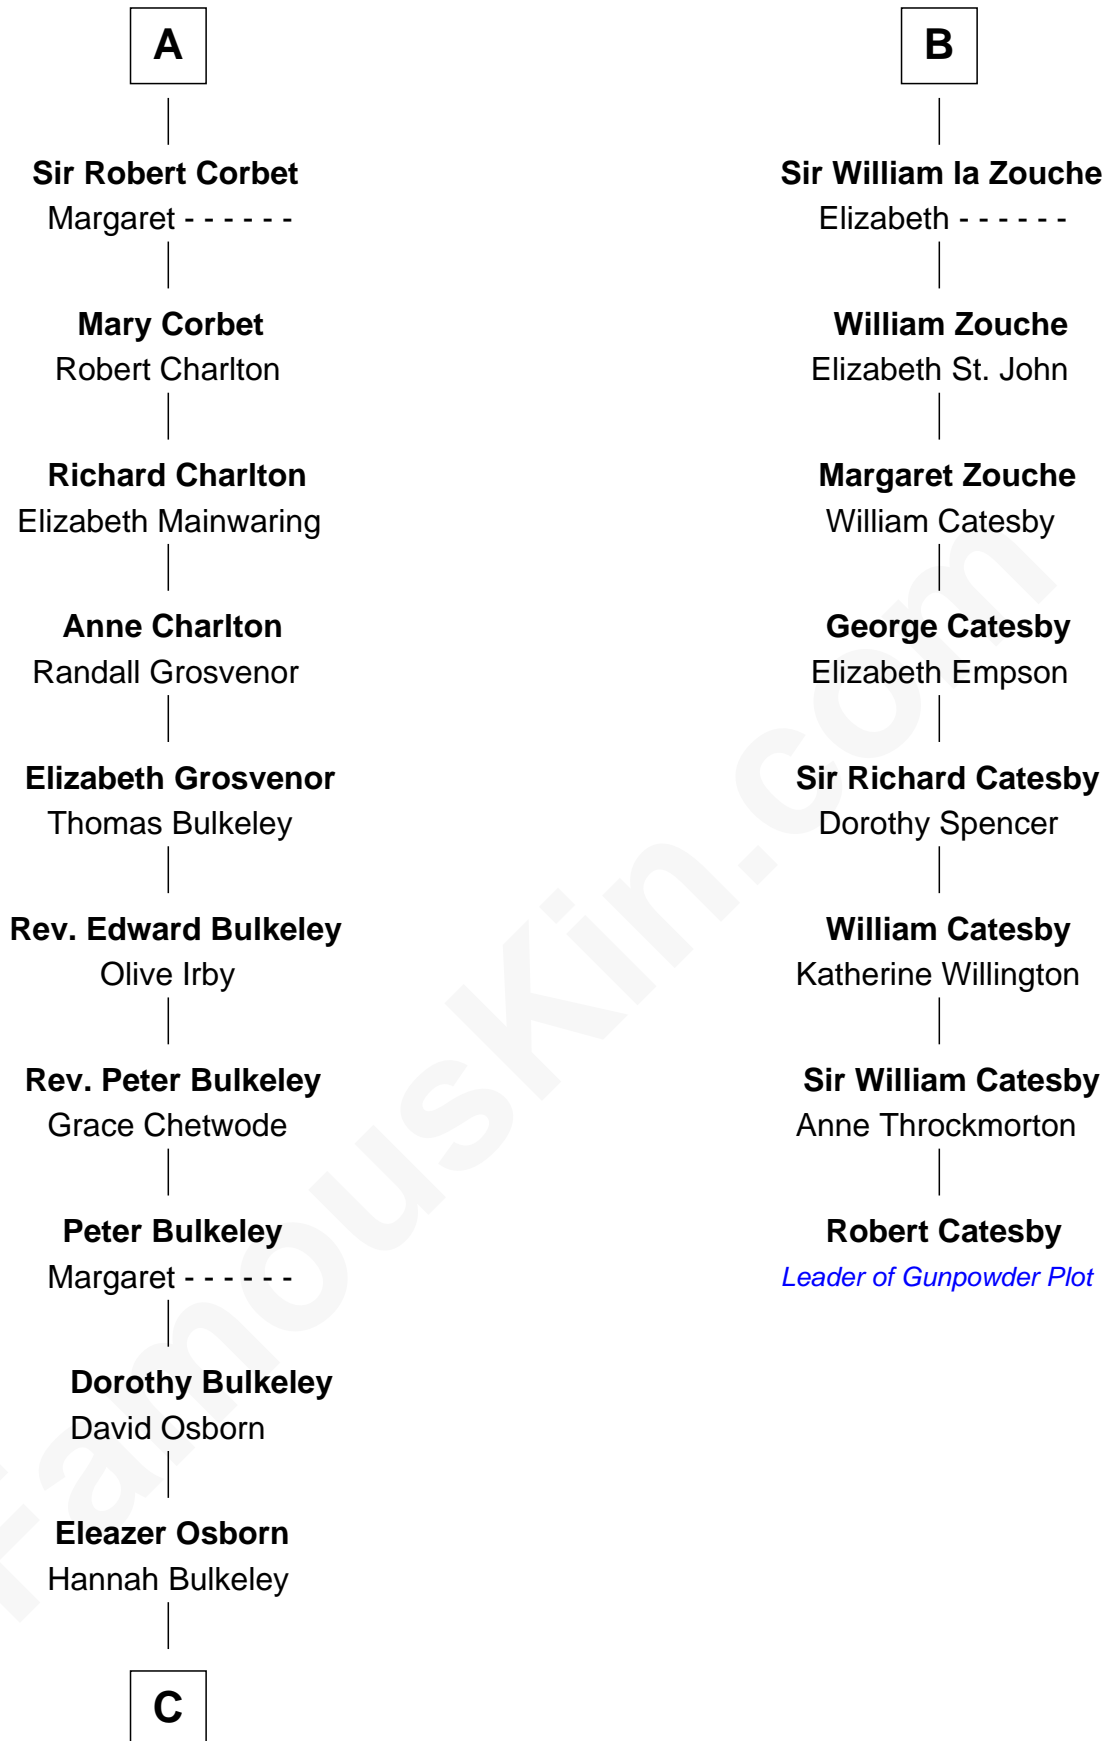 A
Sir Robert Corbet
Margaret - - - - - -
Mary Corbet
Robert Charlton
Richard Charlton
Elizabeth Mainwaring
Anne Charlton
Randall Grosvenor
Elizabeth Grosvenor
Thomas Bulkeley
Rev. Edward Bulkeley
Olive Irby
Rev. Peter Bulkeley
Grace Chetwode
Peter Bulkeley
Margaret - - - - - -
Dorothy Bulkeley
David Osborn
Eleazer Osborn
Hannah Bulkeley
C
B
Sir William la Zouche
Elizabeth - - - - - -
William Zouche
Elizabeth St. John
Margaret Zouche
William Catesby
George Catesby
Elizabeth Empson
Sir Richard Catesby
Dorothy Spencer
William Catesby
Katherine Willington
Sir William Catesby
Anne Throckmorton
Robert Catesby
Leader of Gunpowder Plot
FamousKin.com